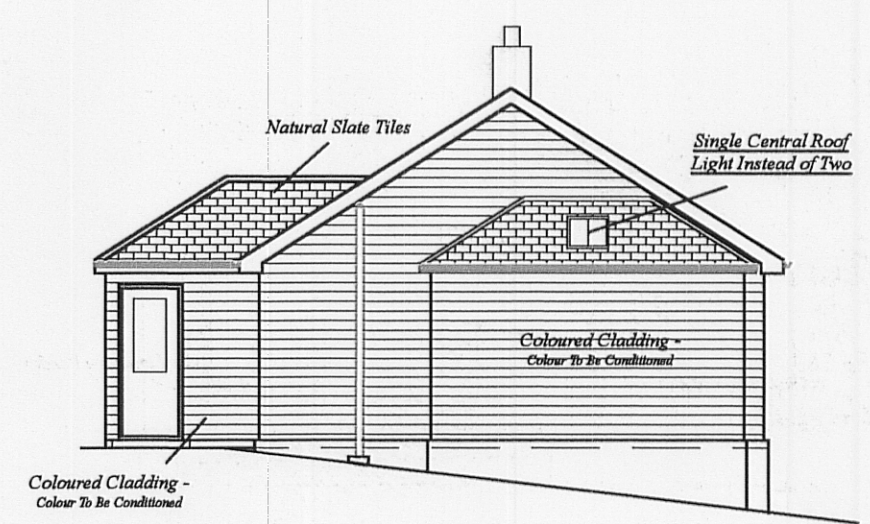 Natural Slate Tiles
Single Central Roof
Light Instead of Two
Coloured Cladding -
Colour To Be Conditioned
Coloured Cladding -
Colour To Be Conditioned